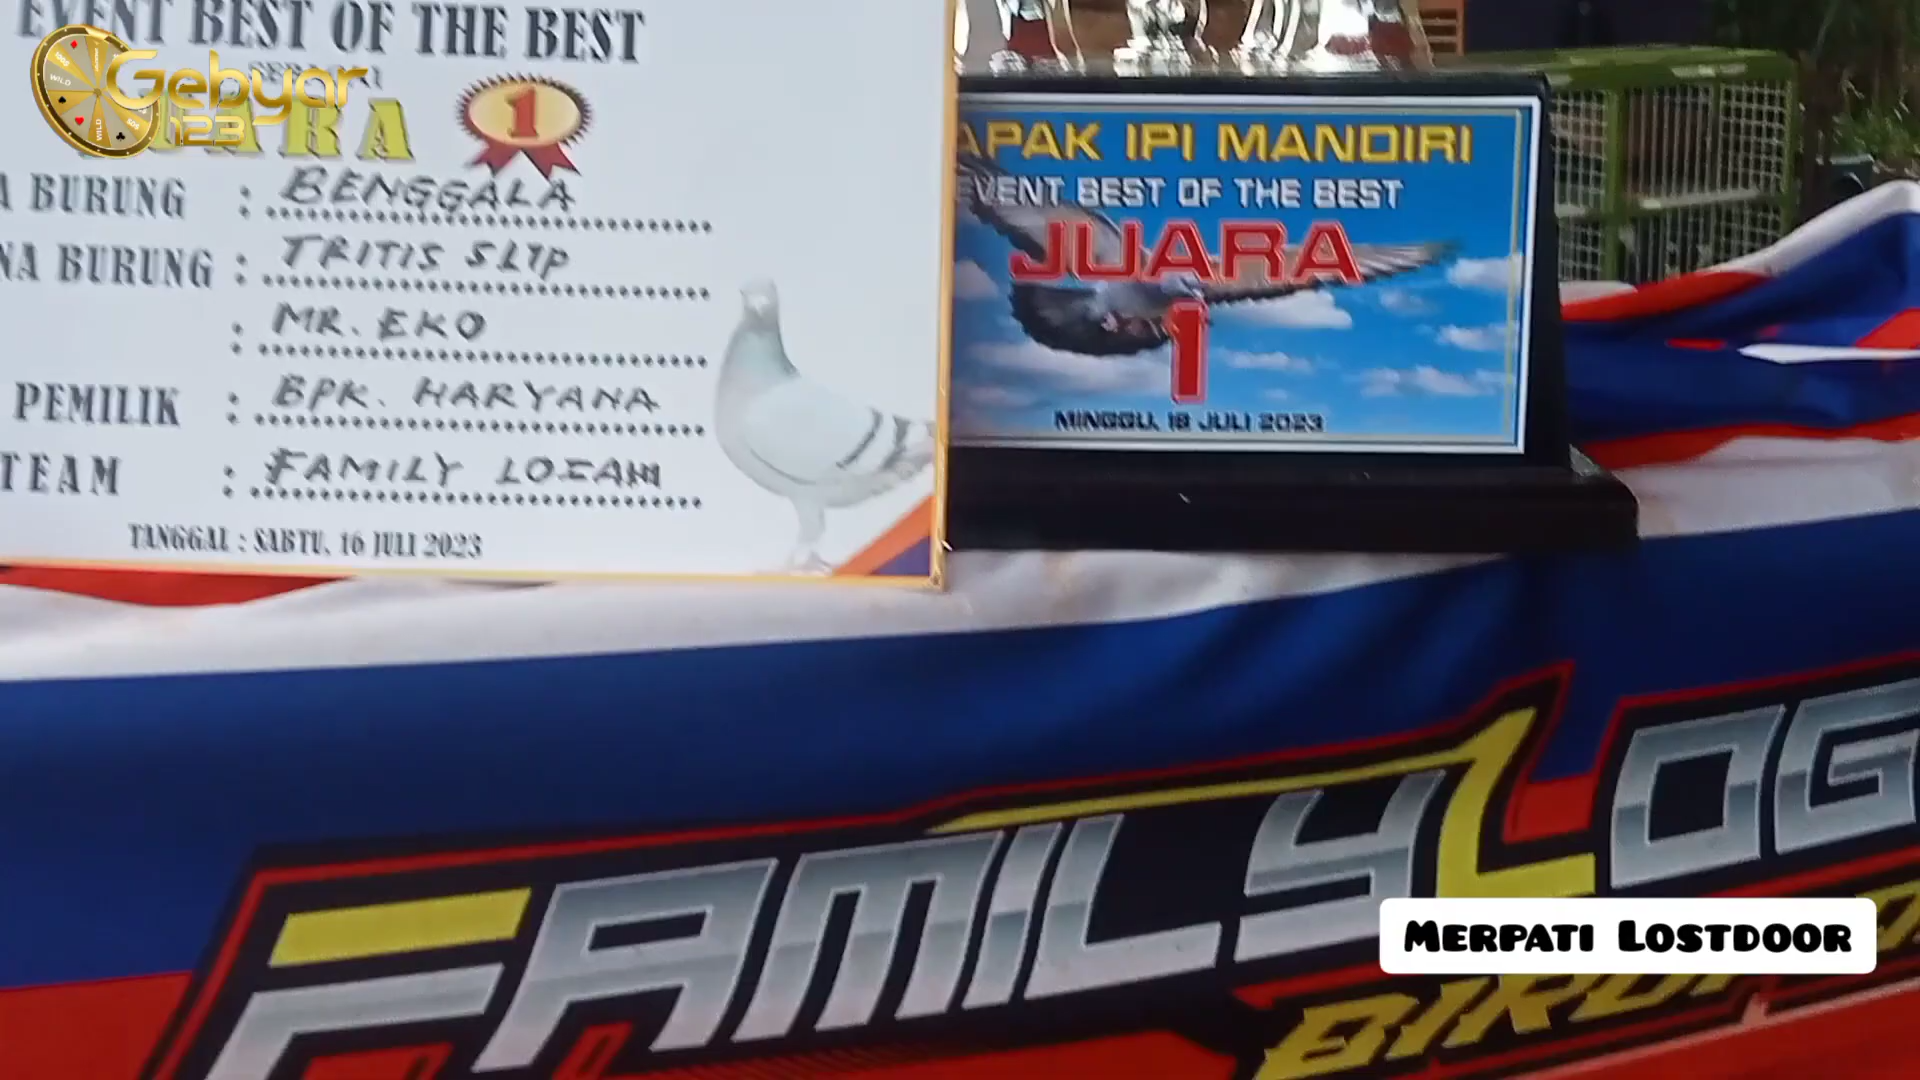 EVENT BEST OF THE BEST
Gebyar
123
1
A BURUNG : BENGGALA
NA BURUNG : TRITIS SLIP
: MR. EKO
PEMILIK : BPK. HARYANA
TEAM : FAMILY
TANGGAL : SABTU, 16 JULI 2023
APAK IPI MANDIRI
EVENT BEST OF THE BEST
JUARA
1
MINGGU, 16 JULI 2023
FAMILY LOG
MERPATI LOSTDOOR